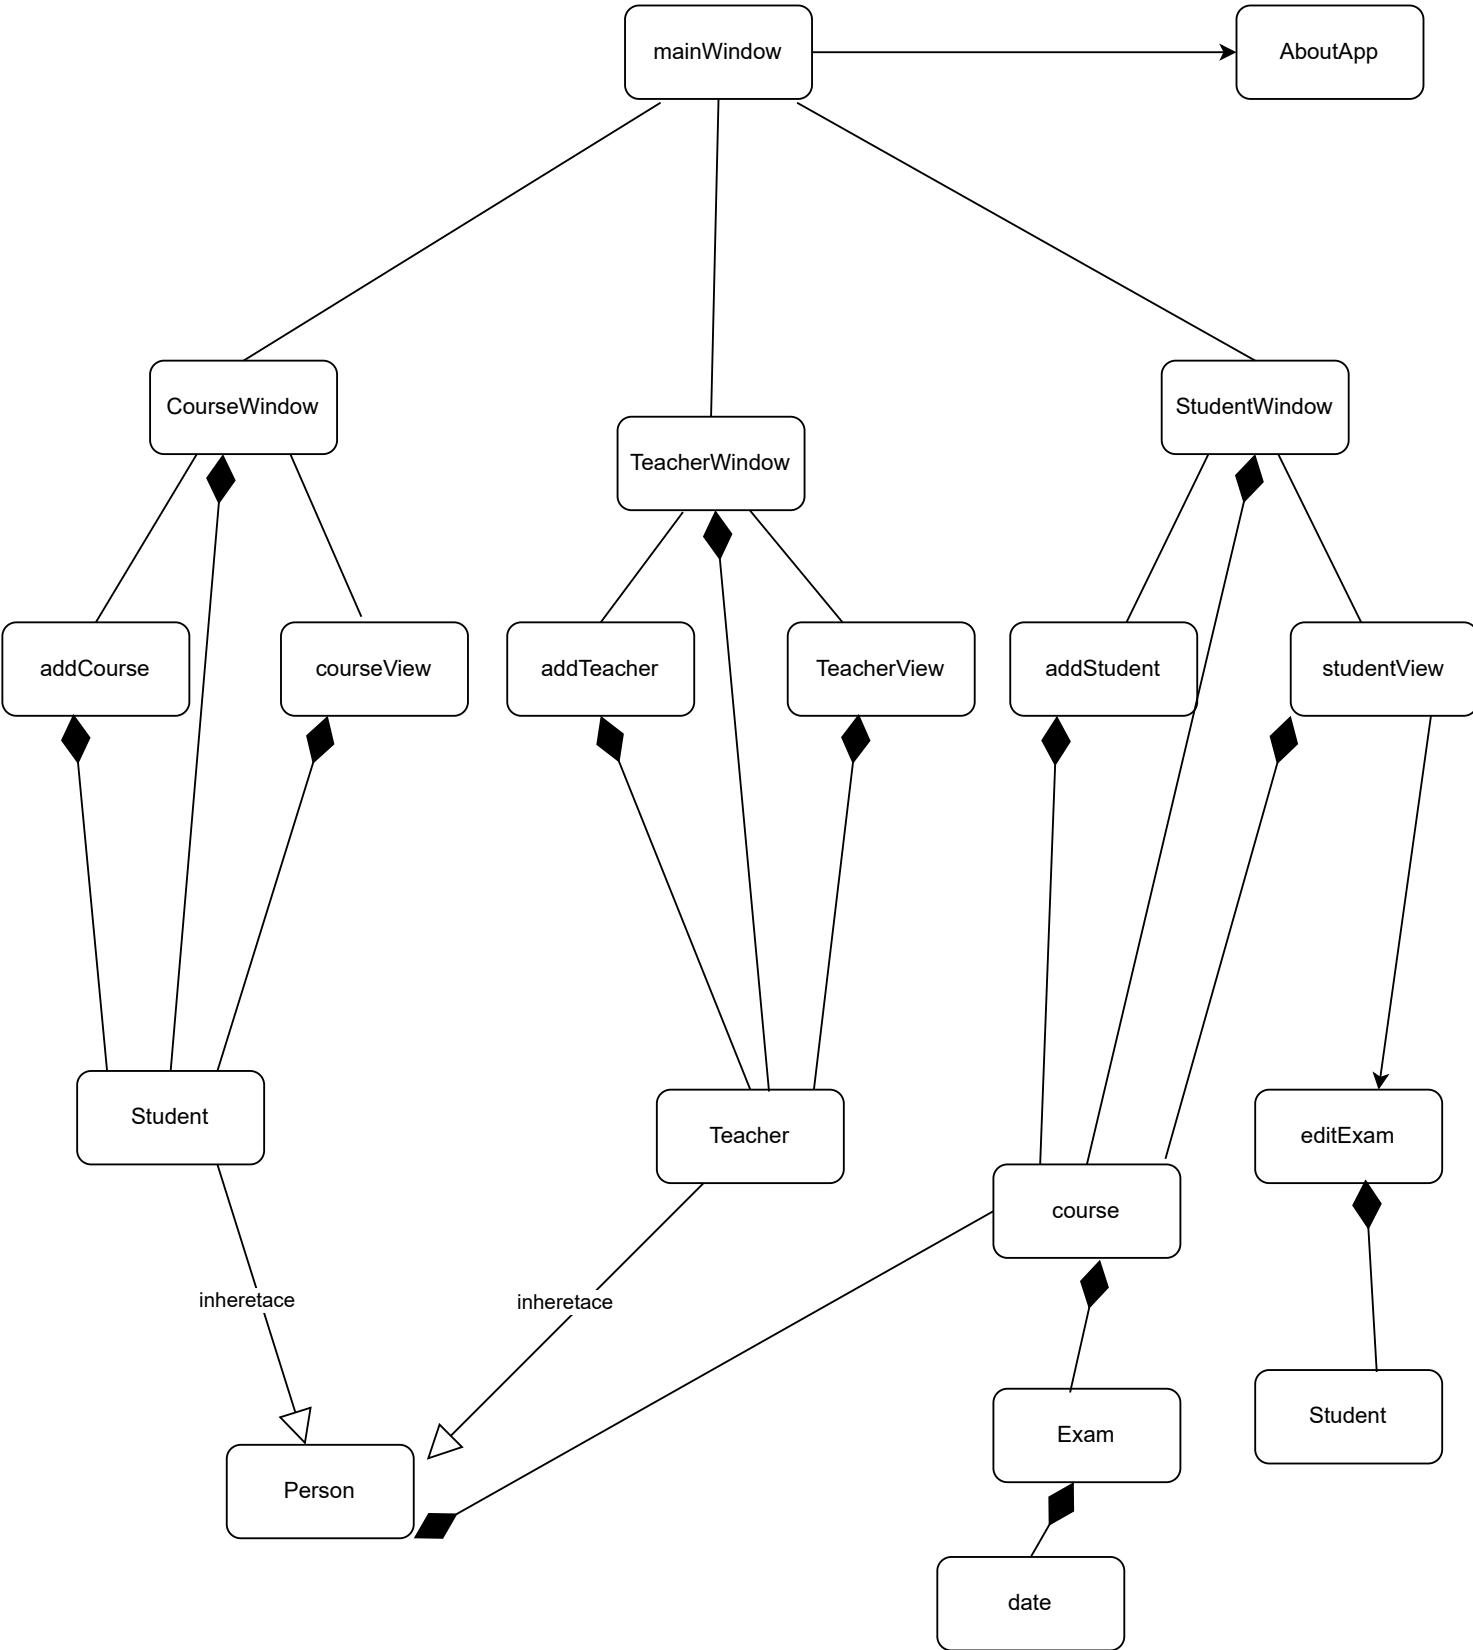 mainWindow
AboutApp
CourseWindow
TeacherWindow
StudentWindow
addCourse
courseView
addTeacher
TeacherView
addStudent
studentView
Student
Teacher
editExam
course
inheretace
inheretace
Student
Exam
Person
date